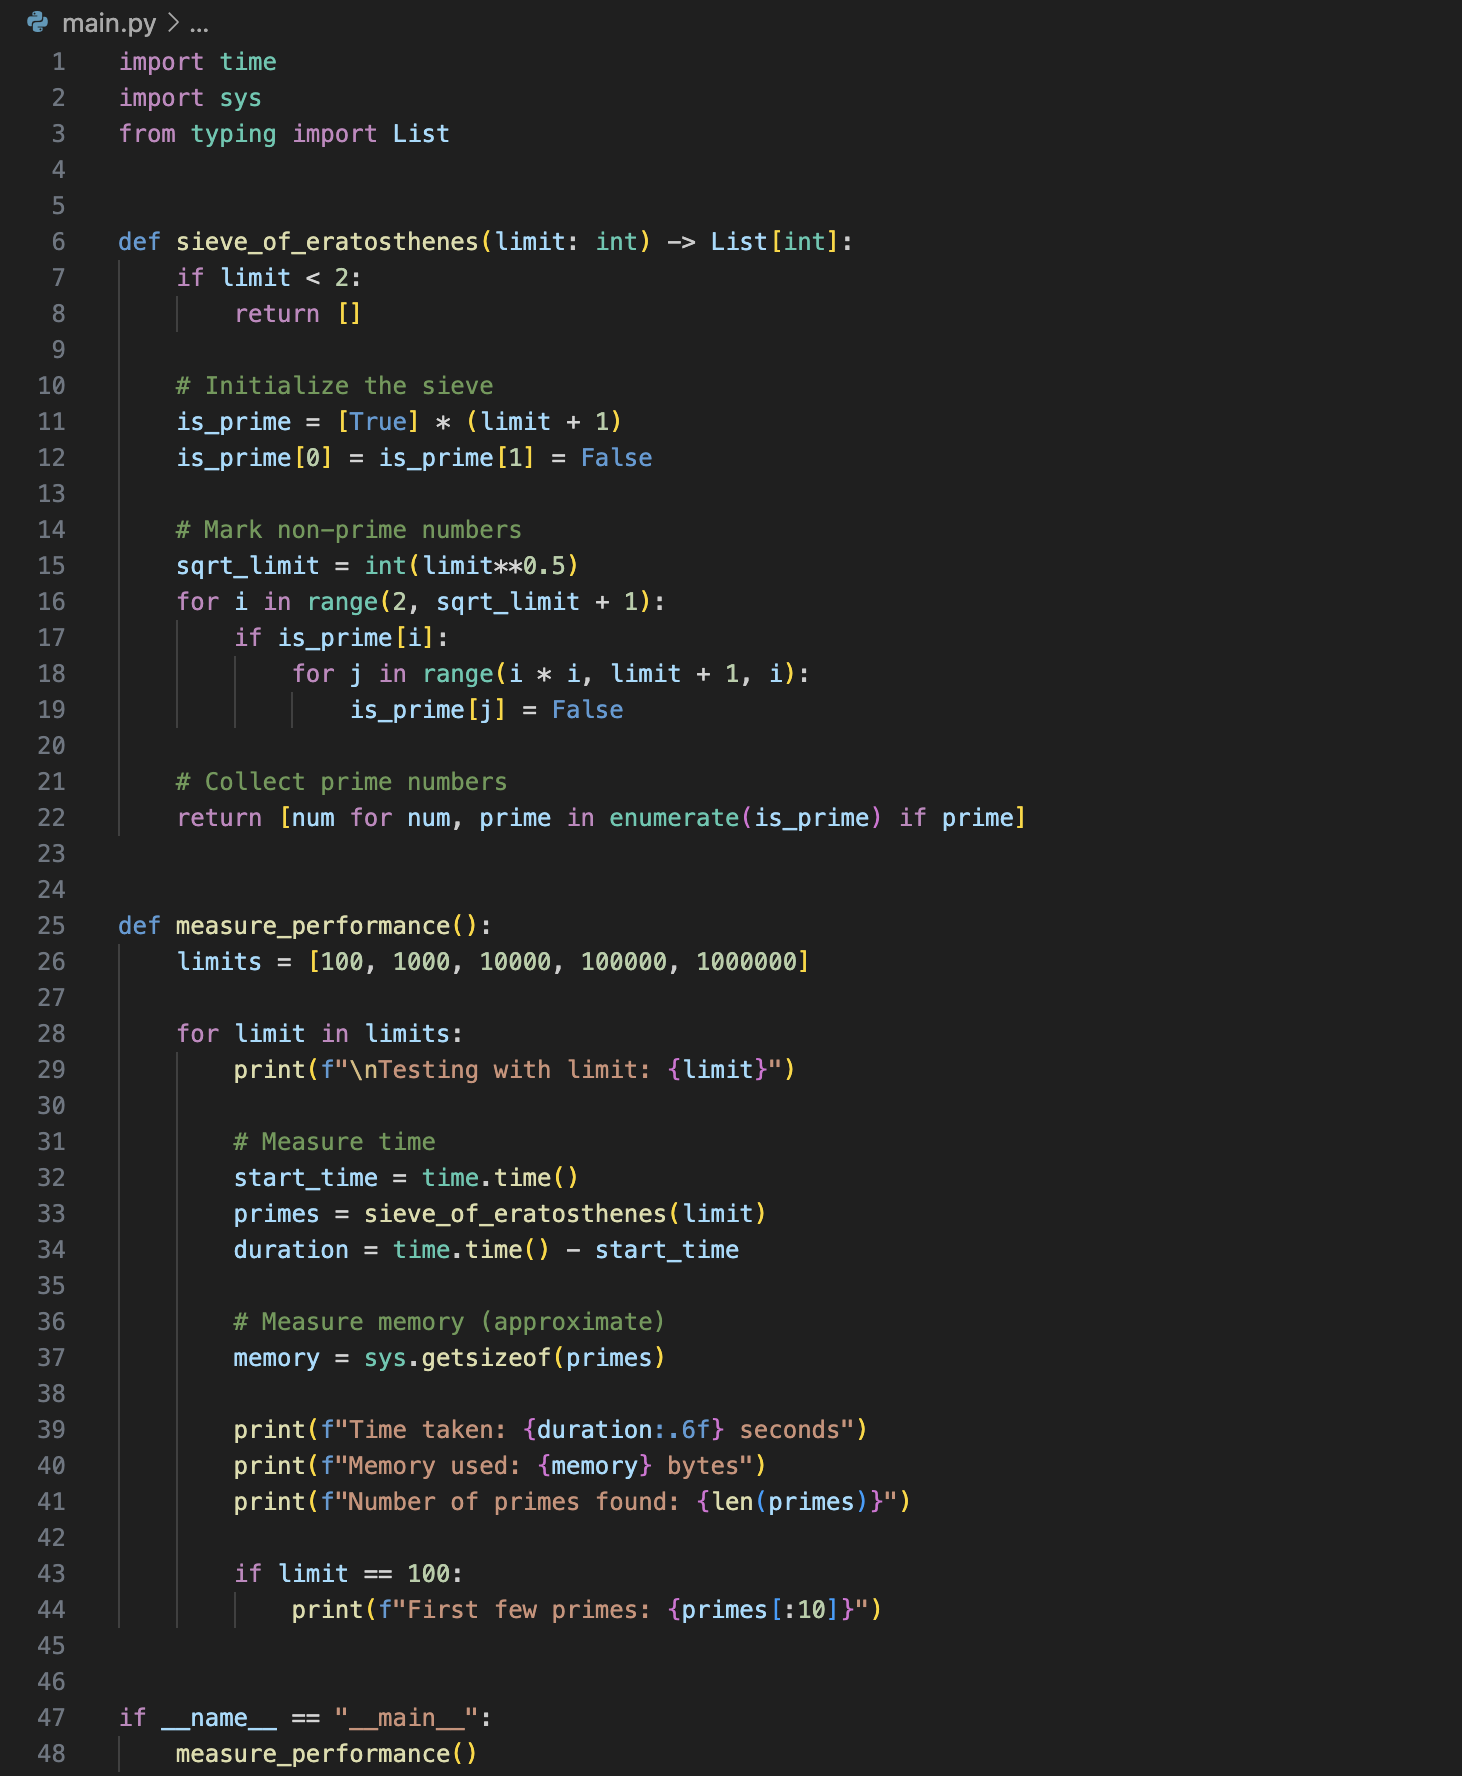 main.py > ...
1 import time
2 import sys
3 from typing import List
4
5
6 def sieve_of_eratosthenes(limit: int) -> List[int]:
7     if limit < 2:
8         return []
9
10     # Initialize the sieve
11     is_prime = [True] * (limit + 1)
12     is_prime[0] = is_prime[1] = False
13
14     # Mark non-prime numbers
15     sqrt_limit = int(limit**0.5)
16     for i in range(2, sqrt_limit + 1):
17         if is_prime[i]:
18             for j in range(i * i, limit + 1, i):
19                 is_prime[j] = False
20
21     # Collect prime numbers
22     return [num for num, prime in enumerate(is_prime) if prime]
23
24
25 def measure_performance():
26     limits = [100, 1000, 10000, 100000, 1000000]
27
28     for limit in limits:
29         print(f"\nTesting with limit: {limit}")
30
31         # Measure time
32         start_time = time.time()
33         primes = sieve_of_eratosthenes(limit)
34         duration = time.time() - start_time
35
36         # Measure memory (approximate)
37         memory = sys.getsizeof(primes)
38
39         print(f"Time taken: {duration:.6f} seconds")
40         print(f"Memory used: {memory} bytes")
41         print(f"Number of primes found: {len(primes)}")
42
43         if limit == 100:
44             print(f"First few primes: {primes[:10]}")
45
46
47 if __name__ == "__main__":
48     measure_performance()